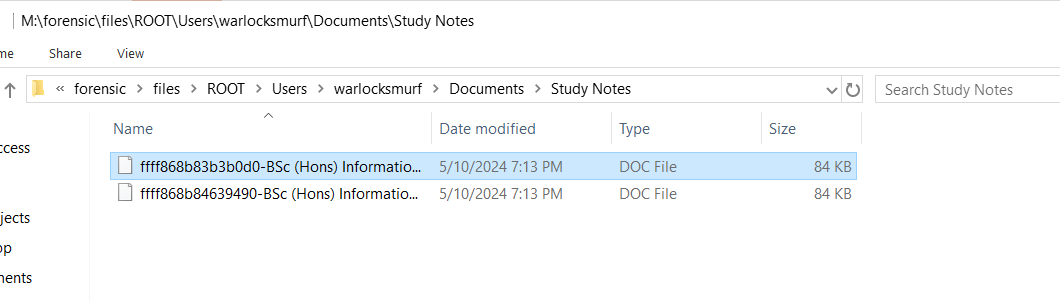 M:\forensic\files\ROOT\Users\warlocksmurf\Documents\Study Notes
me Share View
« forensic > files > ROOT > Users > warlocksmurf > Documents > Study Notes Search Study Notes
Name Date modified Type Size
ccess
ffff868b83b3b0d0-BSc (Hons) Informatio... 5/10/2024 7:13 PM DOC File 84 KB
ffff868b84639490-BSc (Hons) Informatio... 5/10/2024 7:13 PM DOC File 84 KB
jects
op
ments